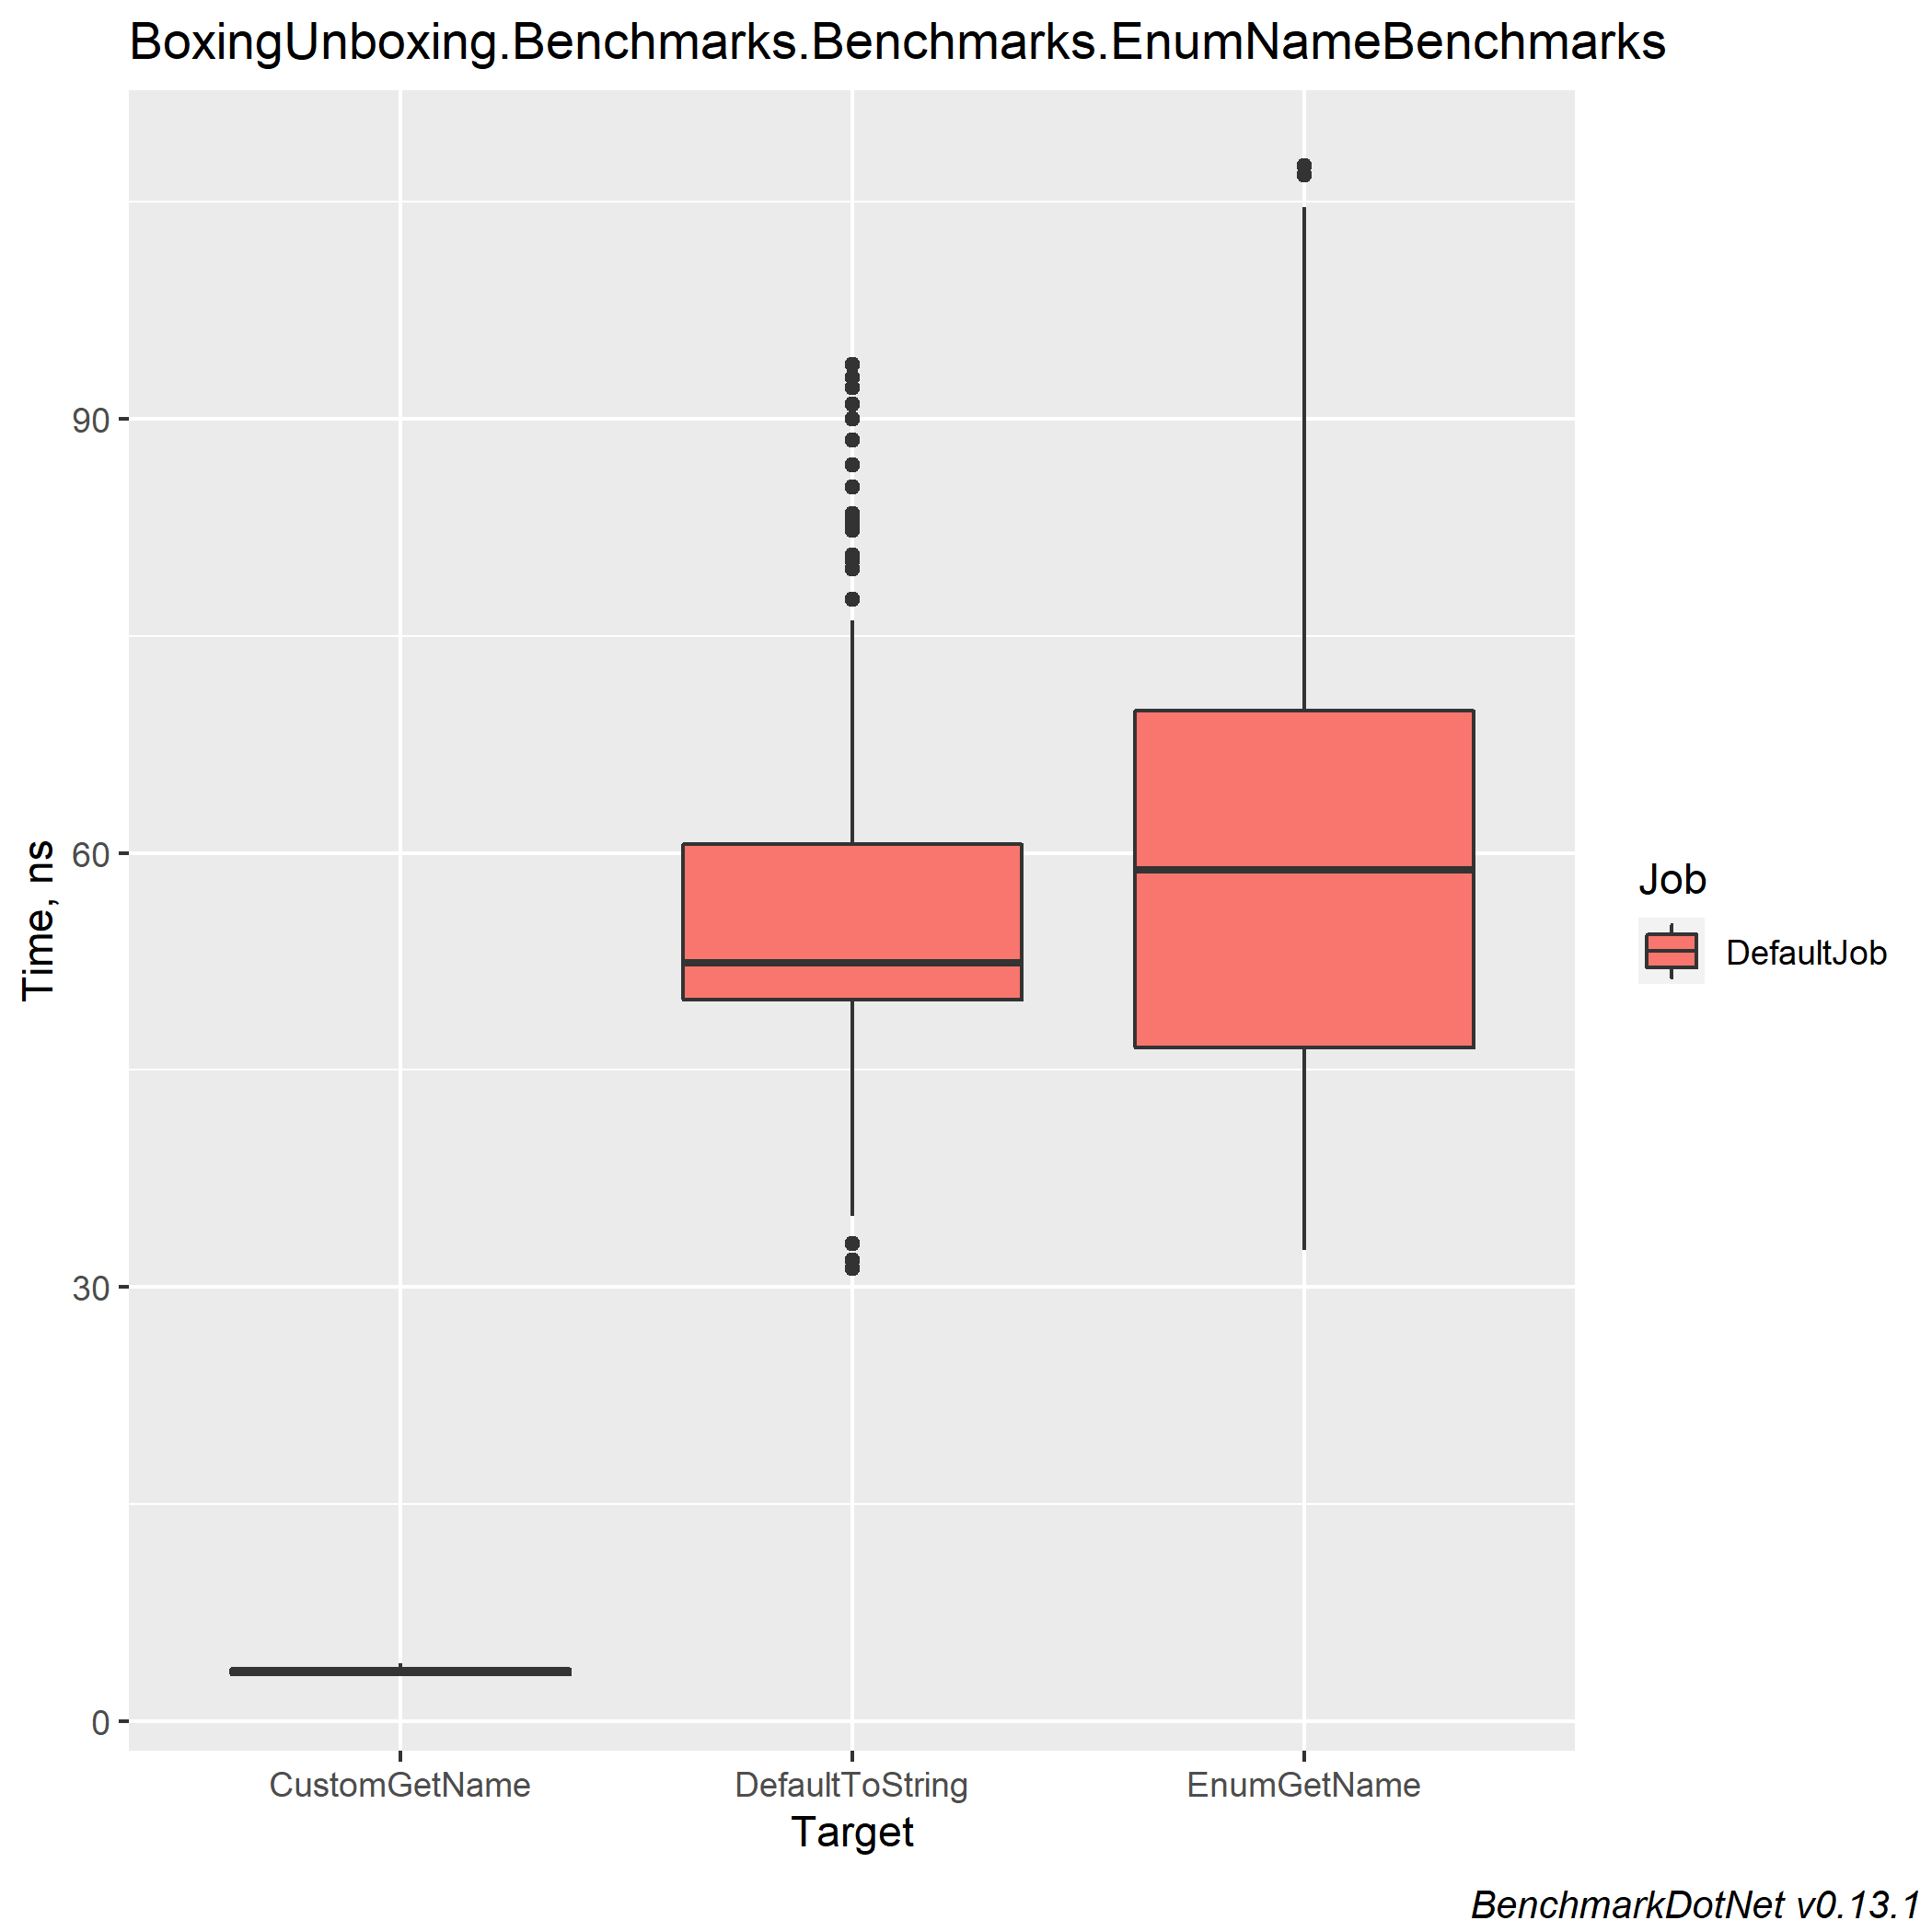 BoxingUnboxing.Benchmarks.Benchmarks.EnumNameBenchmarks
Time, ns
90
60
30
0
CustomGetName
DefaultToString
EnumGetName
Target
Job
DefaultJob
BenchmarkDotNet v0.13.1